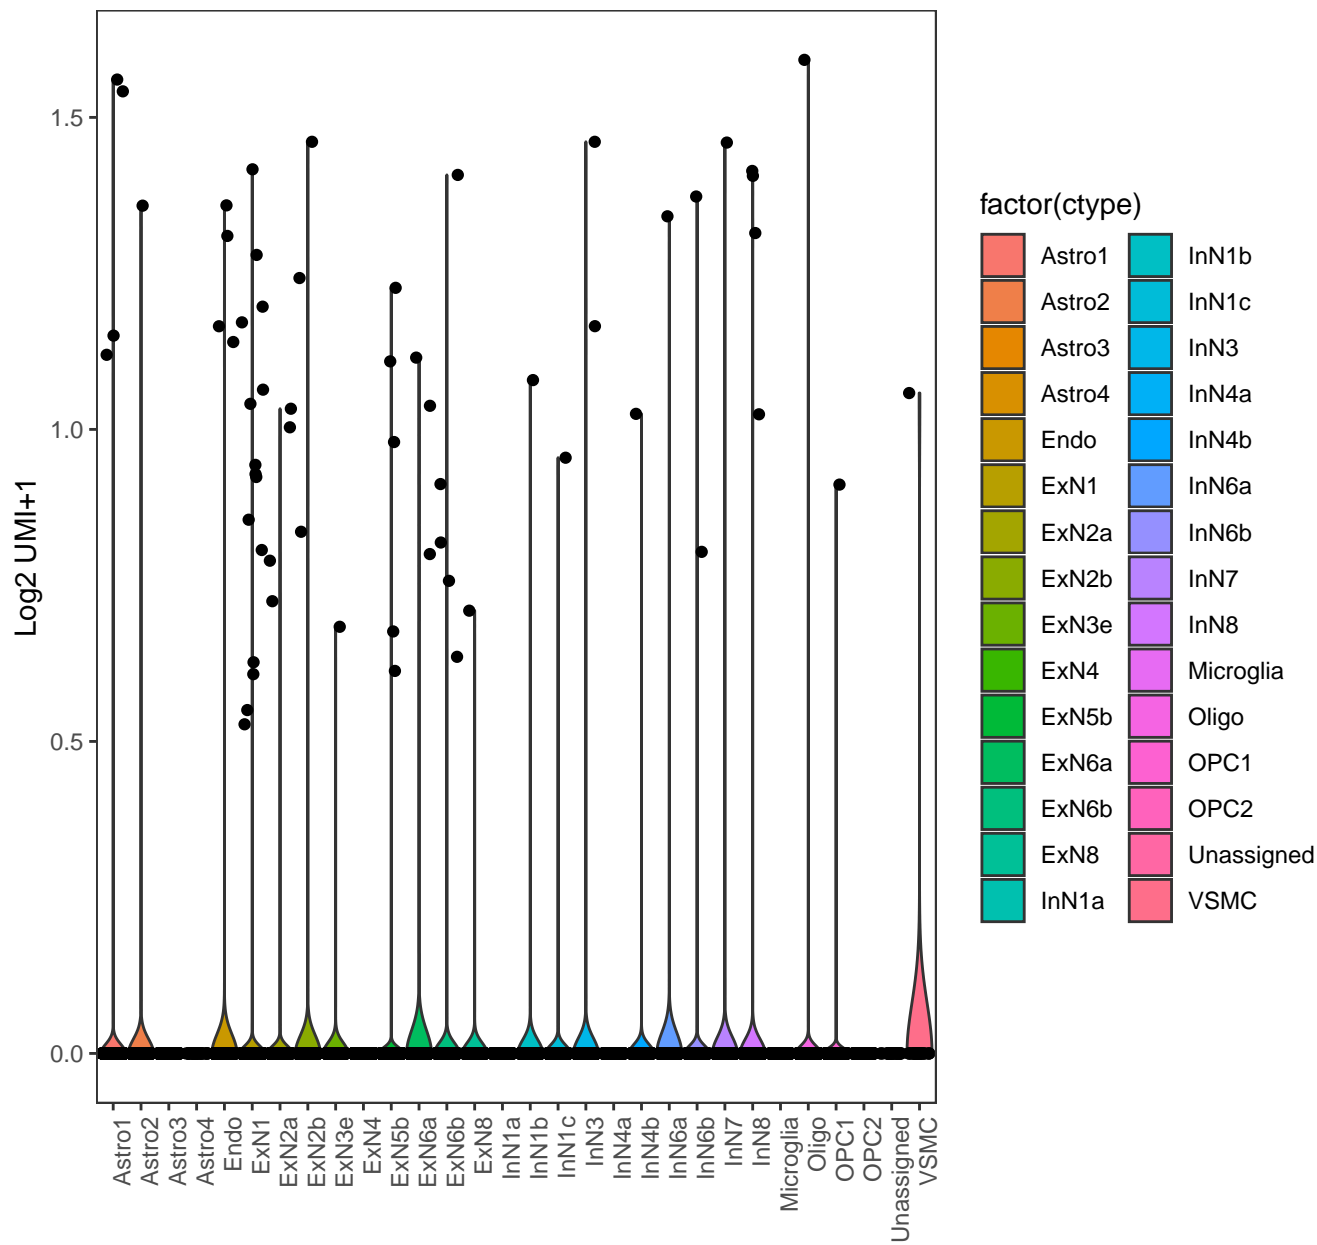 Log2 UMI+1
1.5
1.0
0.5
0.0
Astro1
Astro2
Astro3
Astro4
Endo
ExN1
ExN2a
ExN2b
ExN3e
ExN4
ExN5b
ExN6a
ExN6b
ExN8
InN1a
InN1b
InN1c
InN3
InN4a
InN4b
InN6a
InN6b
InN7
InN8
Microglia
Oligo
OPC1
OPC2
Unassigned
VSMC
factor(ctype)
Astro1
Astro2
Astro3
Astro4
Endo
ExN1
ExN2a
ExN2b
ExN3e
ExN4
ExN5b
ExN6a
ExN6b
ExN8
InN1a
InN1b
InN1c
InN3
InN4a
InN4b
InN6a
InN6b
InN7
InN8
Microglia
Oligo
OPC1
OPC2
Unassigned
VSMC